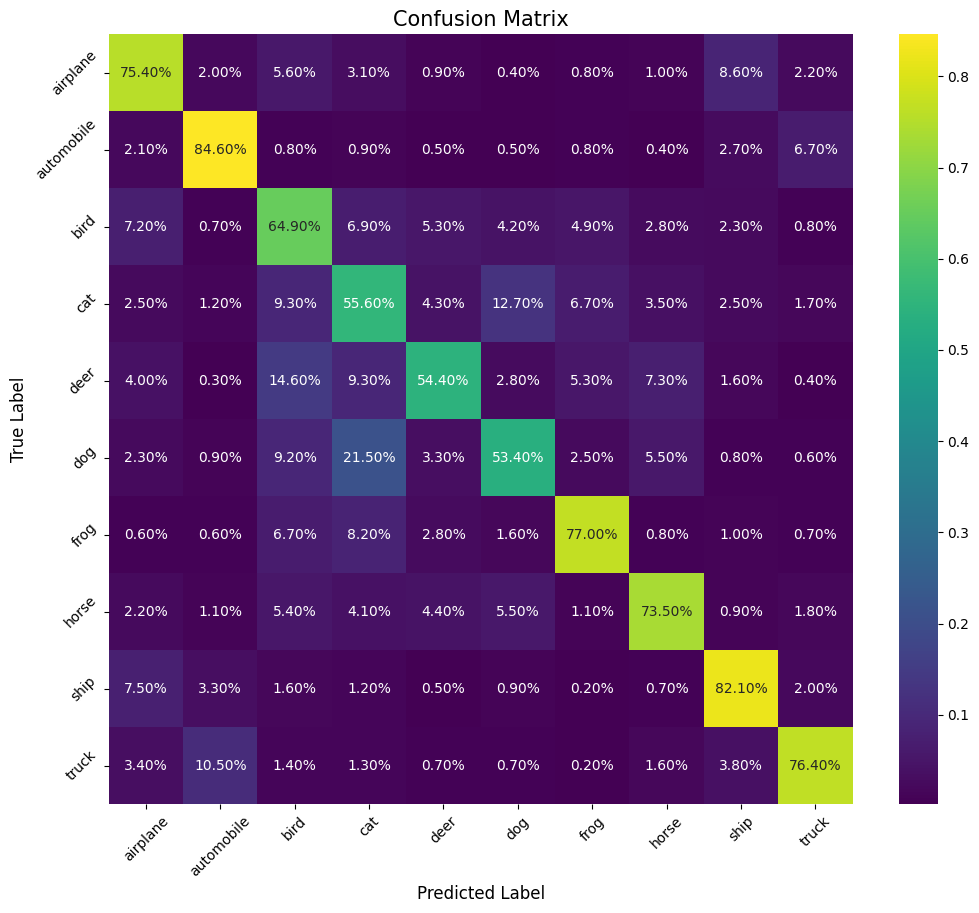 Confusion Matrix
True Label
airplane 75.40% 2.00% 5.60% 3.10% 0.90% 0.40% 0.80% 1.00% 8.60% 2.20%
automobile 2.10% 84.60% 0.80% 0.90% 0.50% 0.50% 0.80% 0.40% 2.70% 6.70%
bird 7.20% 0.70% 64.90% 6.90% 5.30% 4.20% 4.90% 2.80% 2.30% 0.80%
cat 2.50% 1.20% 9.30% 55.60% 4.30% 12.70% 6.70% 3.50% 2.50% 1.70%
deer 4.00% 0.30% 14.60% 9.30% 54.40% 2.80% 5.30% 7.30% 1.60% 0.40%
dog 2.30% 0.90% 9.20% 21.50% 3.30% 53.40% 2.50% 5.50% 0.80% 0.60%
frog 0.60% 0.60% 6.70% 8.20% 2.80% 1.60% 77.00% 0.80% 1.00% 0.70%
horse 2.20% 1.10% 5.40% 4.10% 4.40% 5.50% 1.10% 73.50% 0.90% 1.80%
ship 7.50% 3.30% 1.60% 1.20% 0.50% 0.90% 0.20% 0.70% 82.10% 2.00%
truck 3.40% 10.50% 1.40% 1.30% 0.70% 0.70% 0.20% 1.60% 3.80% 76.40%
airplane automobile bird cat deer dog frog horse ship truck
Predicted Label
0.8
0.7
0.6
0.5
0.4
0.3
0.2
0.1